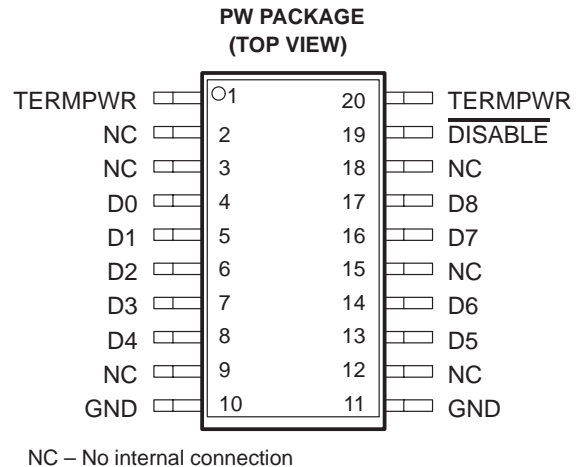 PW PACKAGE
(TOP VIEW)
TERMPWR 1 20 TERMPWR
NC 2 19 DISABLE
NC 3 18 NC
D0 4 17 D8
D1 5 16 D7
D2 6 15 NC
D3 7 14 D6
D4 8 13 D5
NC 9 12 NC
GND 10 11 GND
NC – No internal connection